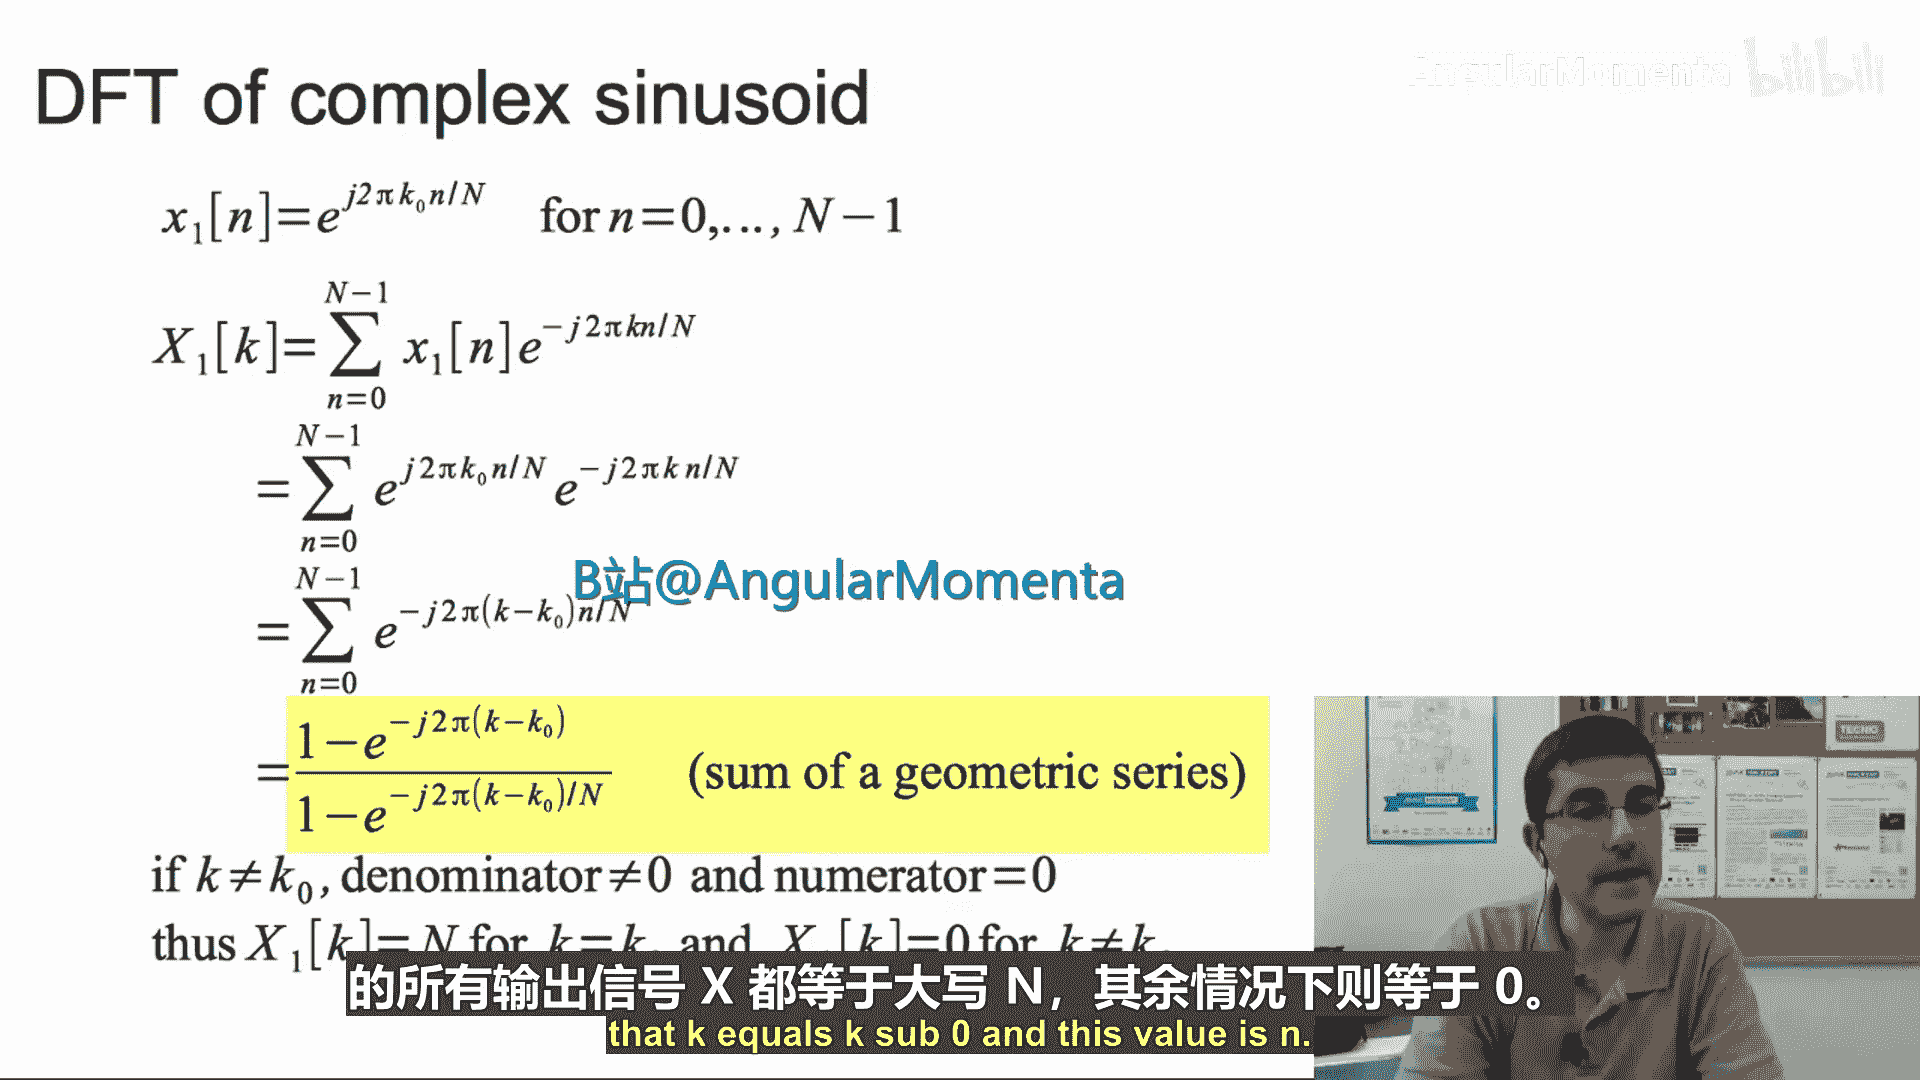 AngularMomenta bilibili
DFT of complex sinusoid
x₁[n]=e^{j2πk₀n/N} for n=0,..., N−1
X₁[k]=∑_{n=0}^{N−1} x₁[n]e^{−j2πkn/N}
=∑_{n=0}^{N−1} e^{j2πk₀n/N} e^{−j2πkn/N}
B站@AngularMomenta
=∑_{n=0}^{N−1} e^{−j2π(k−k₀)n/N}
=(1−e^{−j2π(k−k₀)})/(1−e^{−j2π(k−k₀)/N}) (sum of a geometric series)
if k≠k₀, denominator≠0 and numerator=0
thus X₁[k]=N for k=k₀ and X₁[k]=0 for k≠k₀
的所有输出信号 X 都等于大写 N，其余情况下则等于 0。
that k equals k sub 0 and this value is n.
TECNIO